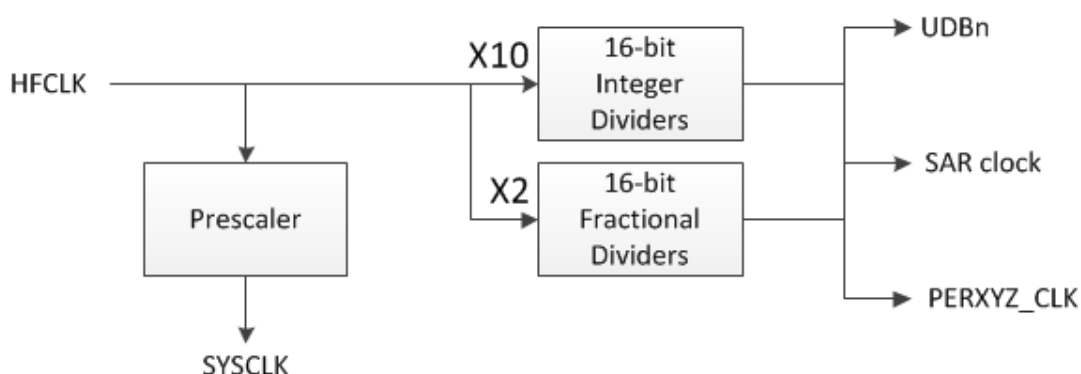 UDBn
X10
16-bit
Integer
Dividers
HFCLK
SAR clock
X2
16-bit
Fractional
Dividers
Prescaler
PERXYZ_CLK
SYSCLK